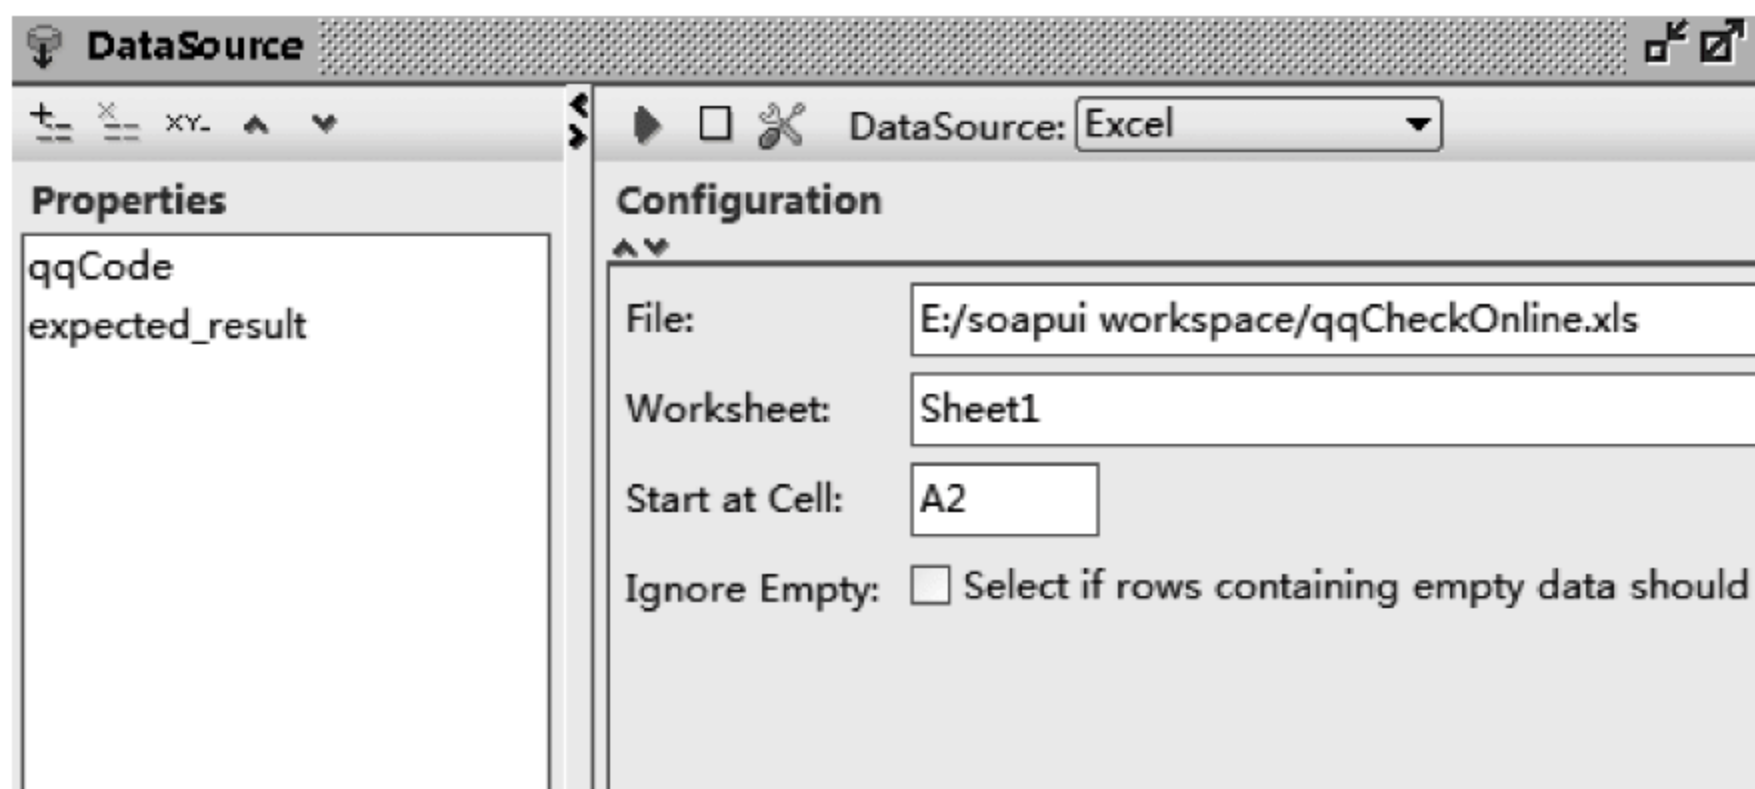 DataSource
XY-
DataSource: Excel
Properties
qqCode
expected_result
Configuration
File: E:/soapui workspace/qqCheckOnline.xls
Worksheet: Sheet1
Start at Cell: A2
Ignore Empty: Select if rows containing empty data should